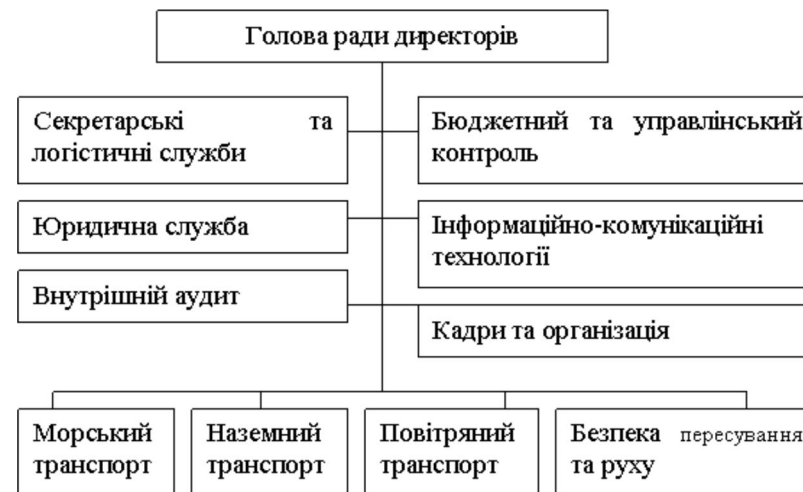 Голова ради директорів
Секретарські та
логістичні служби
Бюджетний та управлінський
контроль
Юридична служба
Інформаційно-комунікаційні
технології
Внутрішній аудит
Кадри та організація
Морський
транспорт
Наземний
транспорт
Повітряний
транспорт
Безпека пересування
та руху